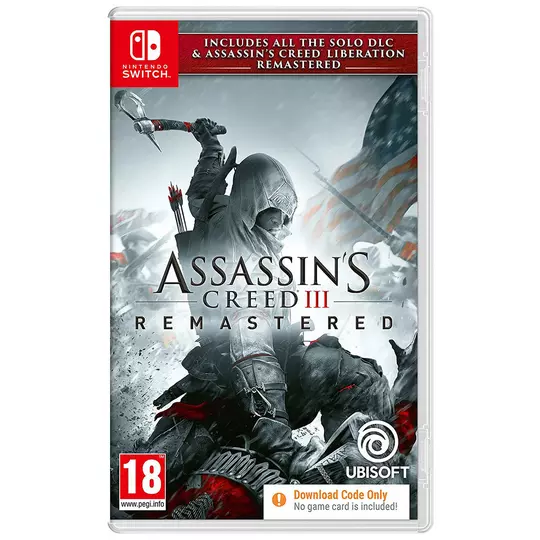 INCLUDES ALL THE SOLO DLC
& ASSASSIN'S CREED LIBERATION
REMASTERED
NINTENDO
SWITCH™
ASSASSIN'S
CREED III
REMASTERED
18
www.pegi.info
UBISOFT
Download Code Only
No game card is included!